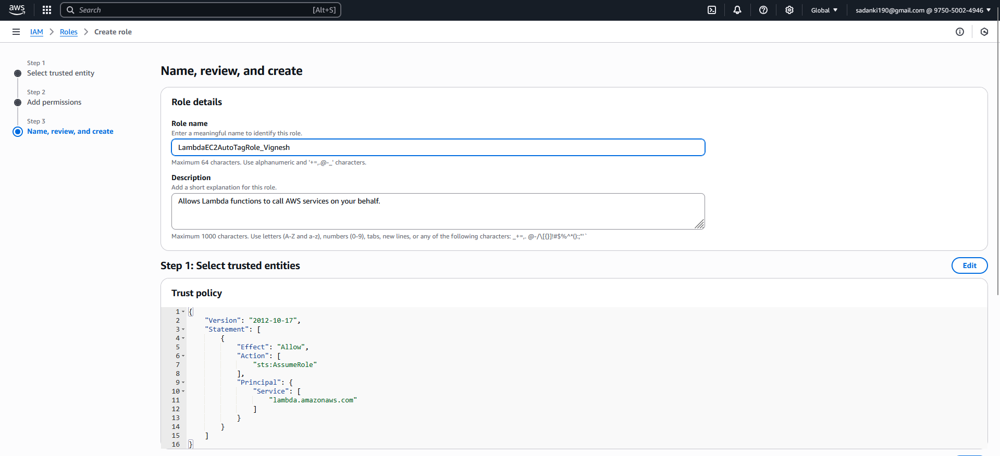 aws
Search [Alt+S]
Global
sadanki190@gmail.com @ 9750-5002-4946
IAM
Roles
Create role
Step 1
Select trusted entity
Step 2
Add permissions
Step 3
Name, review, and create
Name, review, and create
Role details
Role name
Enter a meaningful name to identify this role.
LambdaEC2AutoTagRole_Vignesh
Maximum 64 characters. Use alphanumeric and '+=,.@-_' characters.
Description
Add a short explanation for this role.
Allows Lambda functions to call AWS services on your behalf.
Maximum 1000 characters. Use letters (A-Z and a-z), numbers (0-9), tabs, new lines, or any of the following characters: _+=,. @-/\[{}]!#$%^*():;"'`
Step 1: Select trusted entities
Edit
Trust policy
1 {
2 "Version": "2012-10-17",
3 "Statement": [
4 {
5 "Effect": "Allow",
6 "Action": [
7 "sts:AssumeRole"
8 ],
9 "Principal": {
10 "Service": [
11 "lambda.amazonaws.com"
12 ]
13 }
14 }
15 ]
16 }